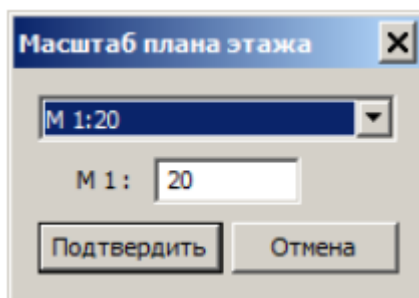 Масштаб плана этажа
М 1:20
М 1 : 20
Подтвердить Отмена